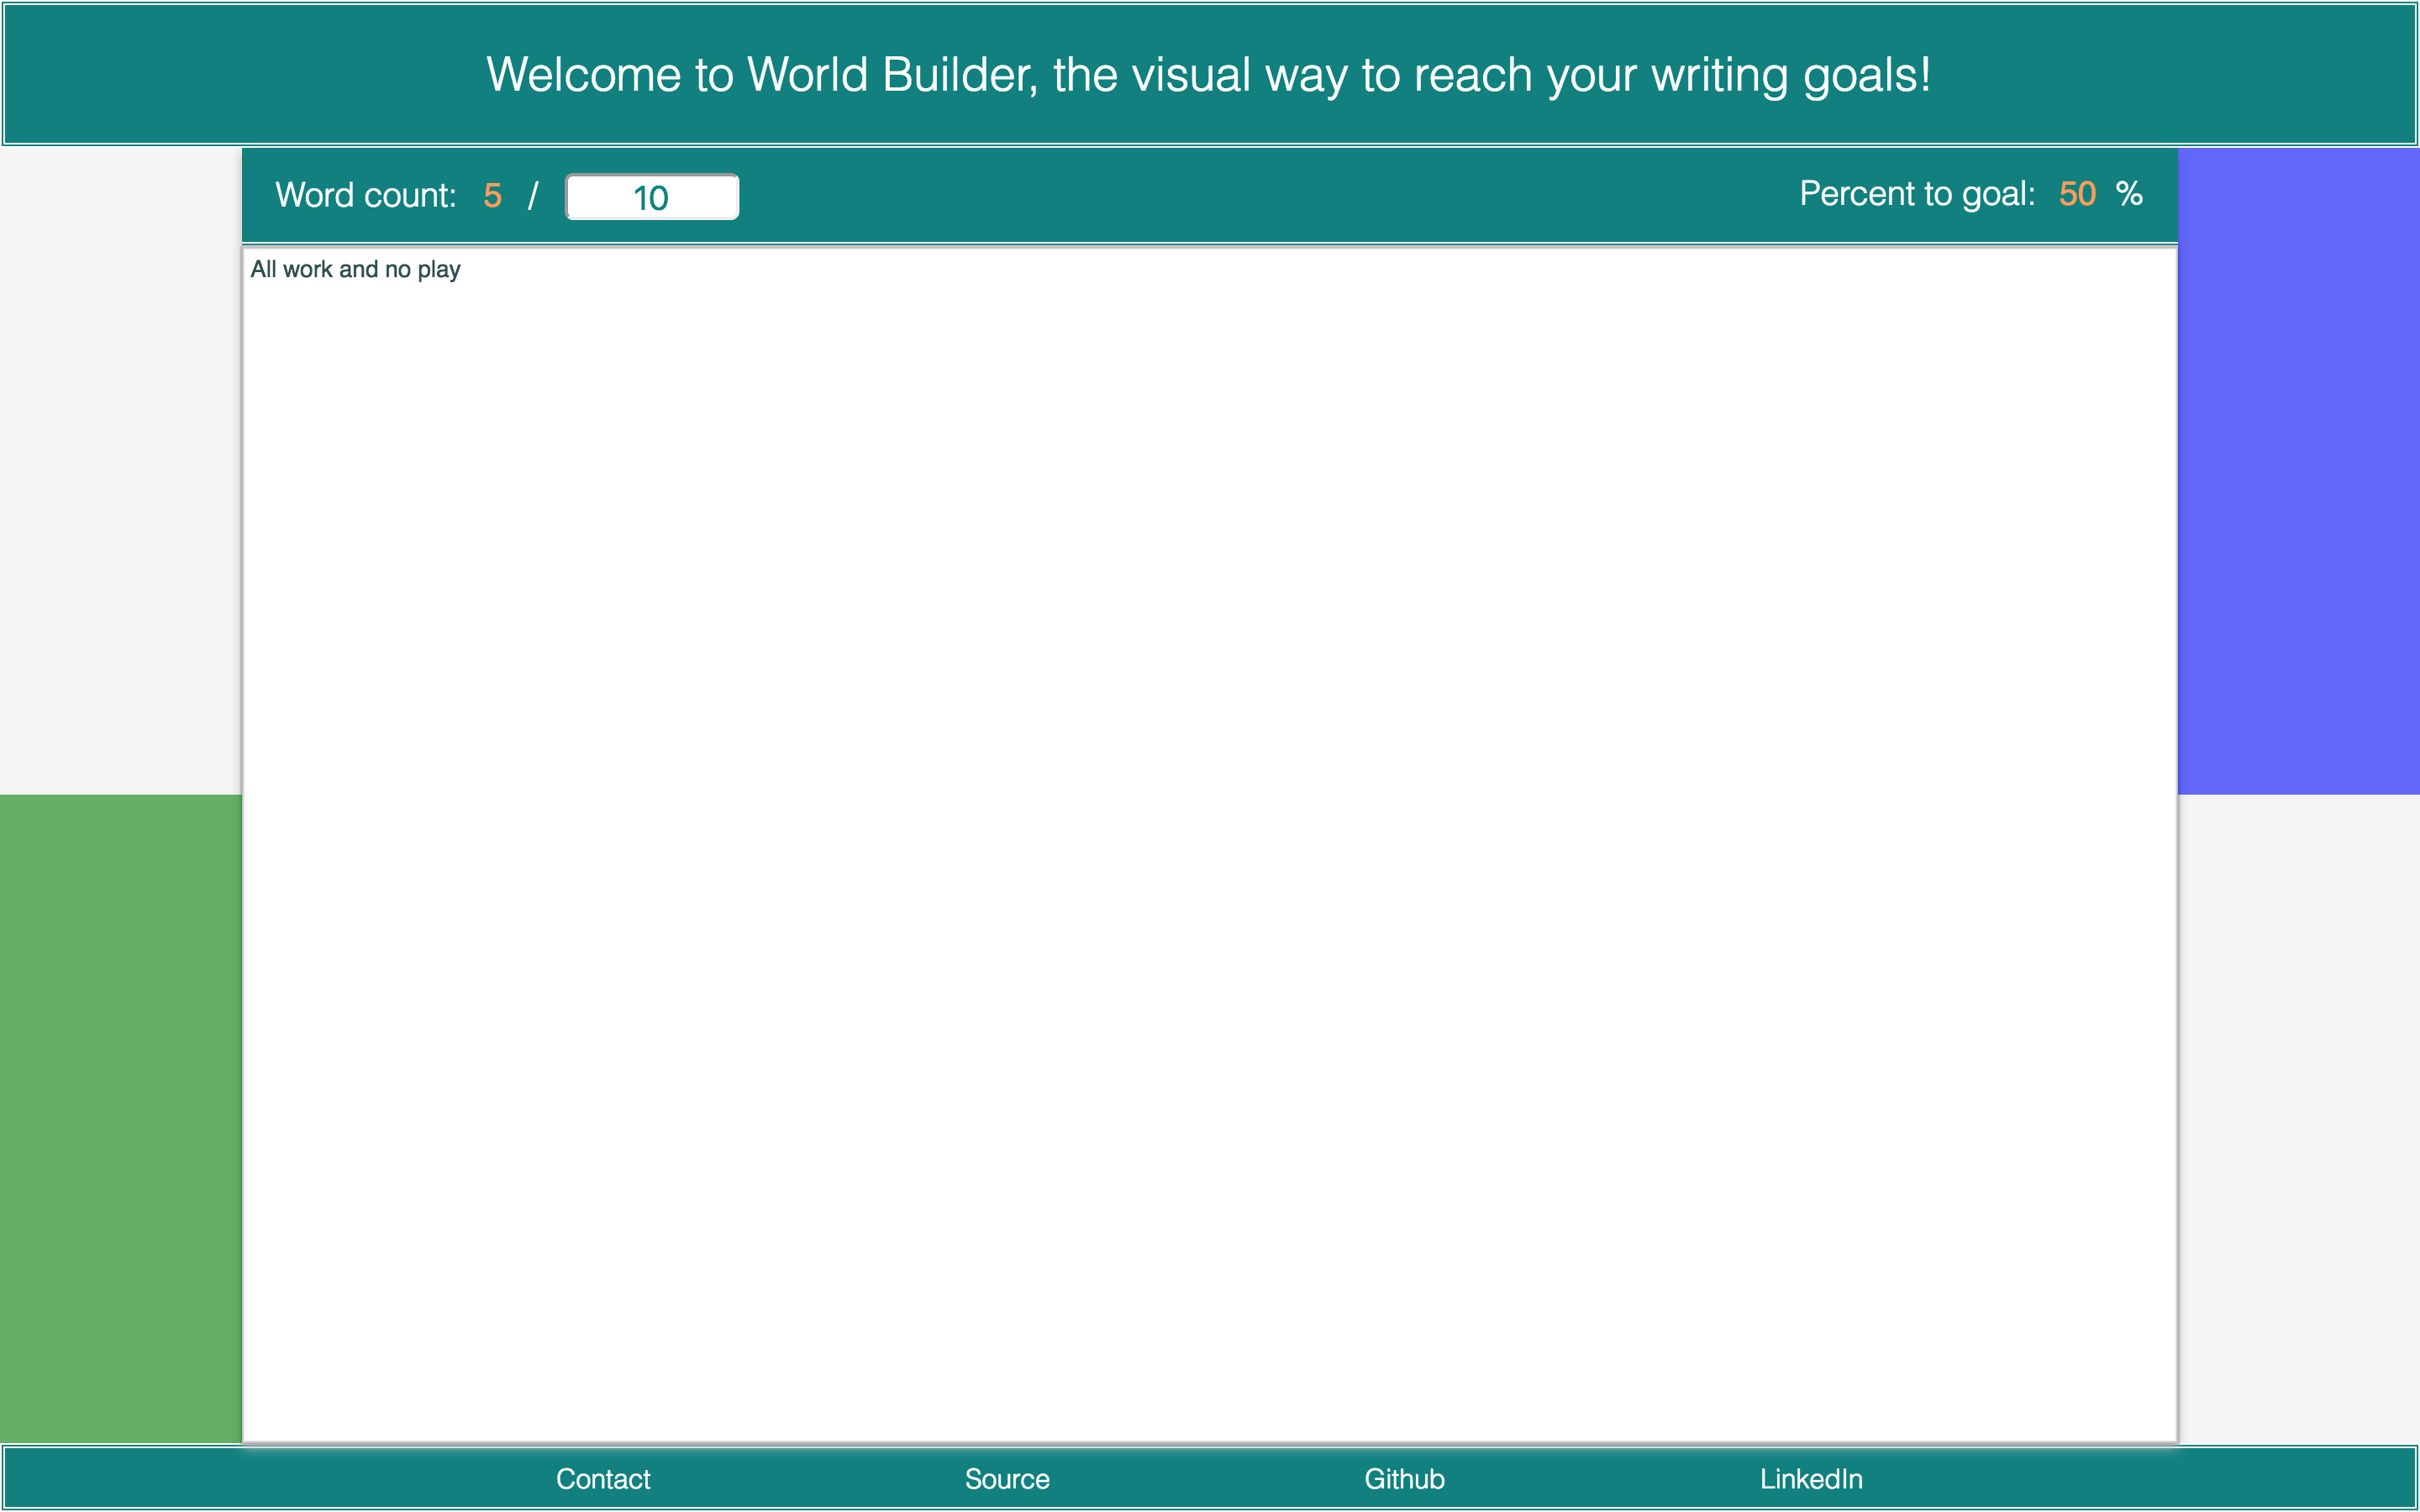 Welcome to World Builder, the visual way to reach your writing goals!
Word count: 5 / 10 Percent to goal: 50 %
All work and no play
Contact Source Github LinkedIn